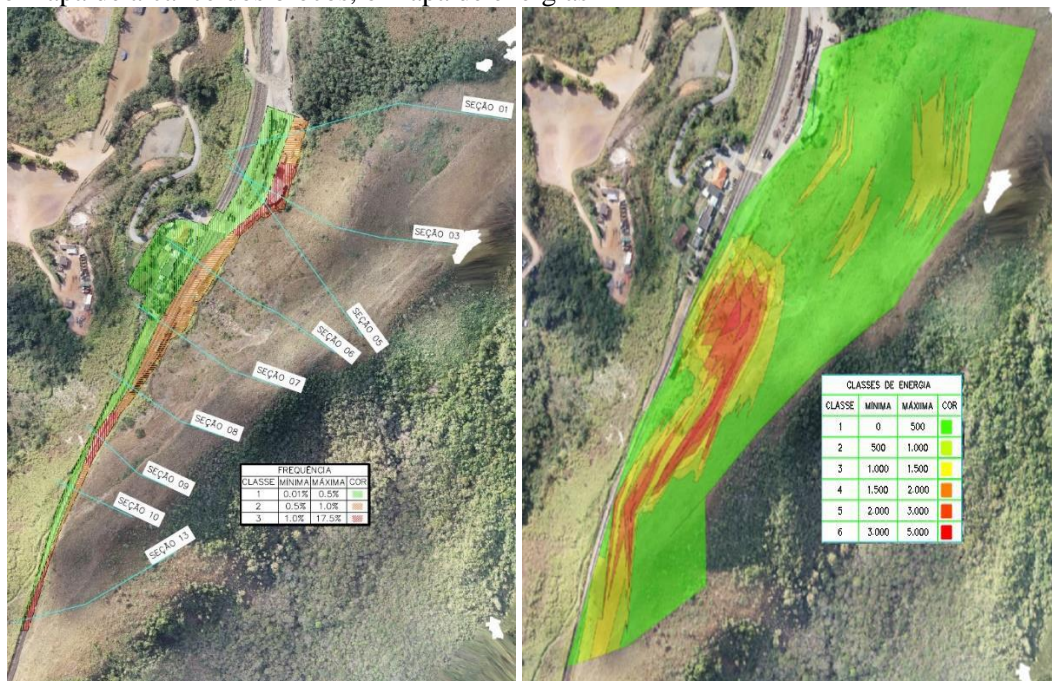 SEÇÃO 01
SEÇÃO 03
SEÇÃO 05
SEÇÃO 06
SEÇÃO 07
SEÇÃO 08
SEÇÃO 09
SEÇÃO 10
SEÇÃO 13
FREQUÊNCIA
CLASSE MÍNIMA MÁXIMA COR
1 0.01% 0.5%
2 0.5% 1.0%
3 1.0% 17.5%
CLASSES DE ENERGIA
CLASSE MÍNIMA MÁXIIMA COR
1 0 500
2 500 1.000
3 1.000 1.500
4 1.500 2.000
5 2.000 3.000
6 3.000 5.000